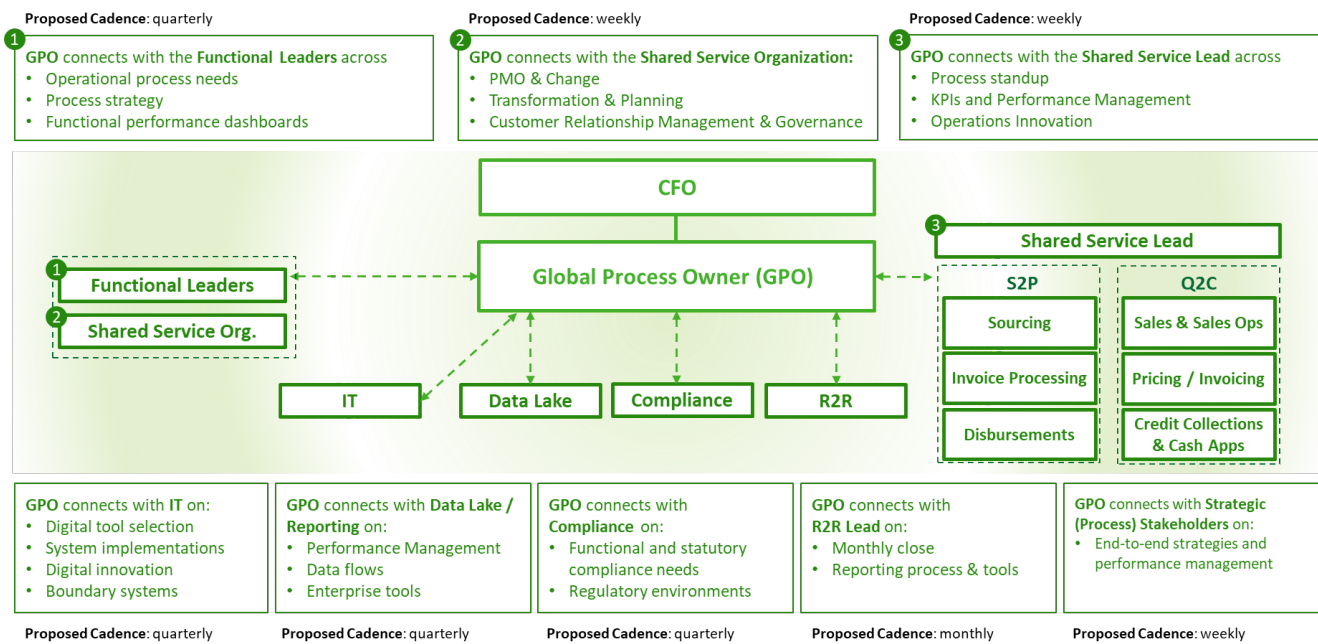 Proposed Cadence: quarterly
Proposed Cadence: weekly
Proposed Cadence: weekly
1
GPO connects with the Functional Leaders across
• Operational process needs
• Process strategy
• Functional performance dashboards
2
GPO connects with the Shared Service Organization:
• PMO & Change
• Transformation & Planning
• Customer Relationship Management & Governance
3
GPO connects with the Shared Service Lead across
• Process standup
• KPIs and Performance Management
• Operations Innovation
CFO
Global Process Owner (GPO)
1
Functional Leaders
2
Shared Service Org.
3
Shared Service Lead
S2P
Sourcing
Invoice Processing
Disbursements
Q2C
Sales & Sales Ops
Pricing / Invoicing
Credit Collections
& Cash Apps
IT
Data Lake
Compliance
R2R
GPO connects with IT on:
• Digital tool selection
• System implementations
• Digital innovation
• Boundary systems
GPO connects with Data Lake /
Reporting on:
• Performance Management
• Data flows
• Enterprise tools
GPO connects with
Compliance on:
• Functional and statutory
compliance needs
• Regulatory environments
GPO connects with
R2R Lead on:
• Monthly close
• Reporting process & tools
GPO connects with Strategic
(Process) Stakeholders on:
• End-to-end strategies and
performance management
Proposed Cadence: quarterly
Proposed Cadence: quarterly
Proposed Cadence: quarterly
Proposed Cadence: monthly
Proposed Cadence: weekly